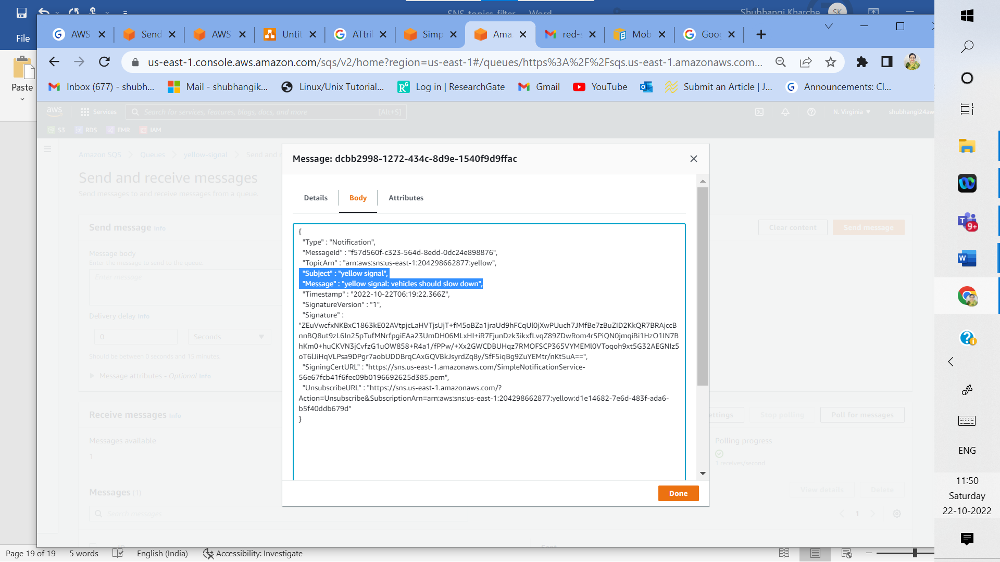 SNS_topics_filter - Word
Shubhangi Kharche
SK
File
AWS
Send
AWS
Untit
ATtri
Simp
Ama
red-s
Mob
Goo
us-east-1.console.aws.amazon.com/sqs/v2/home?region=us-east-1#/queues/https%3A%2F%2Fsqs.us-east-1.amazonaws.com...
Paste
Inbox (677) - shubh...
Mail - shubhangik...
Linux/Unix Tutorial...
Log in | ResearchGate
Gmail
YouTube
Submit an Article | J...
Announcements: Cl...
aws
Services
Search for services, features, blogs, docs, and more
[Alt+S]
N. Virginia
shubhangi24aw
S3
RDS
EMR
IAM
Amazon SQS
Queues
yellow-signal
Send and r
Send and receive messages
Send messages to and receive messages from a queue.
Send message Info
Clear content
Send message
Message body
Enter the message to send to the queue.
Enter message
Delivery delay Info
0
Seconds
Should be between 0 seconds and 15 minutes.
Message attributes - Optional Info
Message: dcbb2998-1272-434c-8d9e-1540f9d9ffac
Details
Body
Attributes
{
"Type" : "Notification",
"MessageId" : "f57d560f-c323-564d-8edd-0dc24e898876",
"TopicArn" : "arn:aws:sns:us-east-1:204298662877:yellow",
"Subject" : "yellow signal",
"Message" : "yellow signal: vehicles should slow down",
"Timestamp" : "2022-10-22T06:19:22.366Z",
"SignatureVersion" : "1",
"Signature" :
"ZEuVwcfxNKBxC1863kE02AVtpjcLaHVTjsUjT+fM5oBZa1jraUd9hFCqUl0jXwPUuch7JMfBe7zBuZID2KkQR7BRAjccB
nnBQ8ut9zL6In25pTufMNrfpgiEAa23UmDH06MLxHI+iR7FjunDzk3ikxfLvqZ89ZDwRom4rSPiQN0jmqiBi1HzO1IN7B
hKm0+huCKVN3jCvfzG1uOW858+R4a1/fPPw/+Xx2GWCDBUHqz7RMOFSCP365VYMEMl0VToqoh9xt5G32AEGNIz5
oT6lJiHqVLPsa9DPgr7aobUDDBrqCAxGQVBkJsyrdZq8y/SfF5iqBg9ZuYEMtr/nKt5uA==",
"SigningCertURL" : "https://sns.us-east-1.amazonaws.com/SimpleNotificationService-
56e67fcb41f6fec09b0196692625d385.pem",
"UnsubscribeURL" : "https://sns.us-east-1.amazonaws.com/?
Action=Unsubscribe&SubscriptionArn=arn:aws:sns:us-east-1:204298662877:yellow:d1e14682-7e6d-483f-ada6-
b5f40ddb679d"
}
Done
Receive messages Info
ettings
Stop polling
Poll for messages
Messages available
1
Polling progress
1 receives/second
Messages (1)
View details
Delete
Search messages
1
Page 19 of 19
5 words
English (India)
Accessibility: Investigate
9+
ENG
11:50
Saturday
22-10-2022